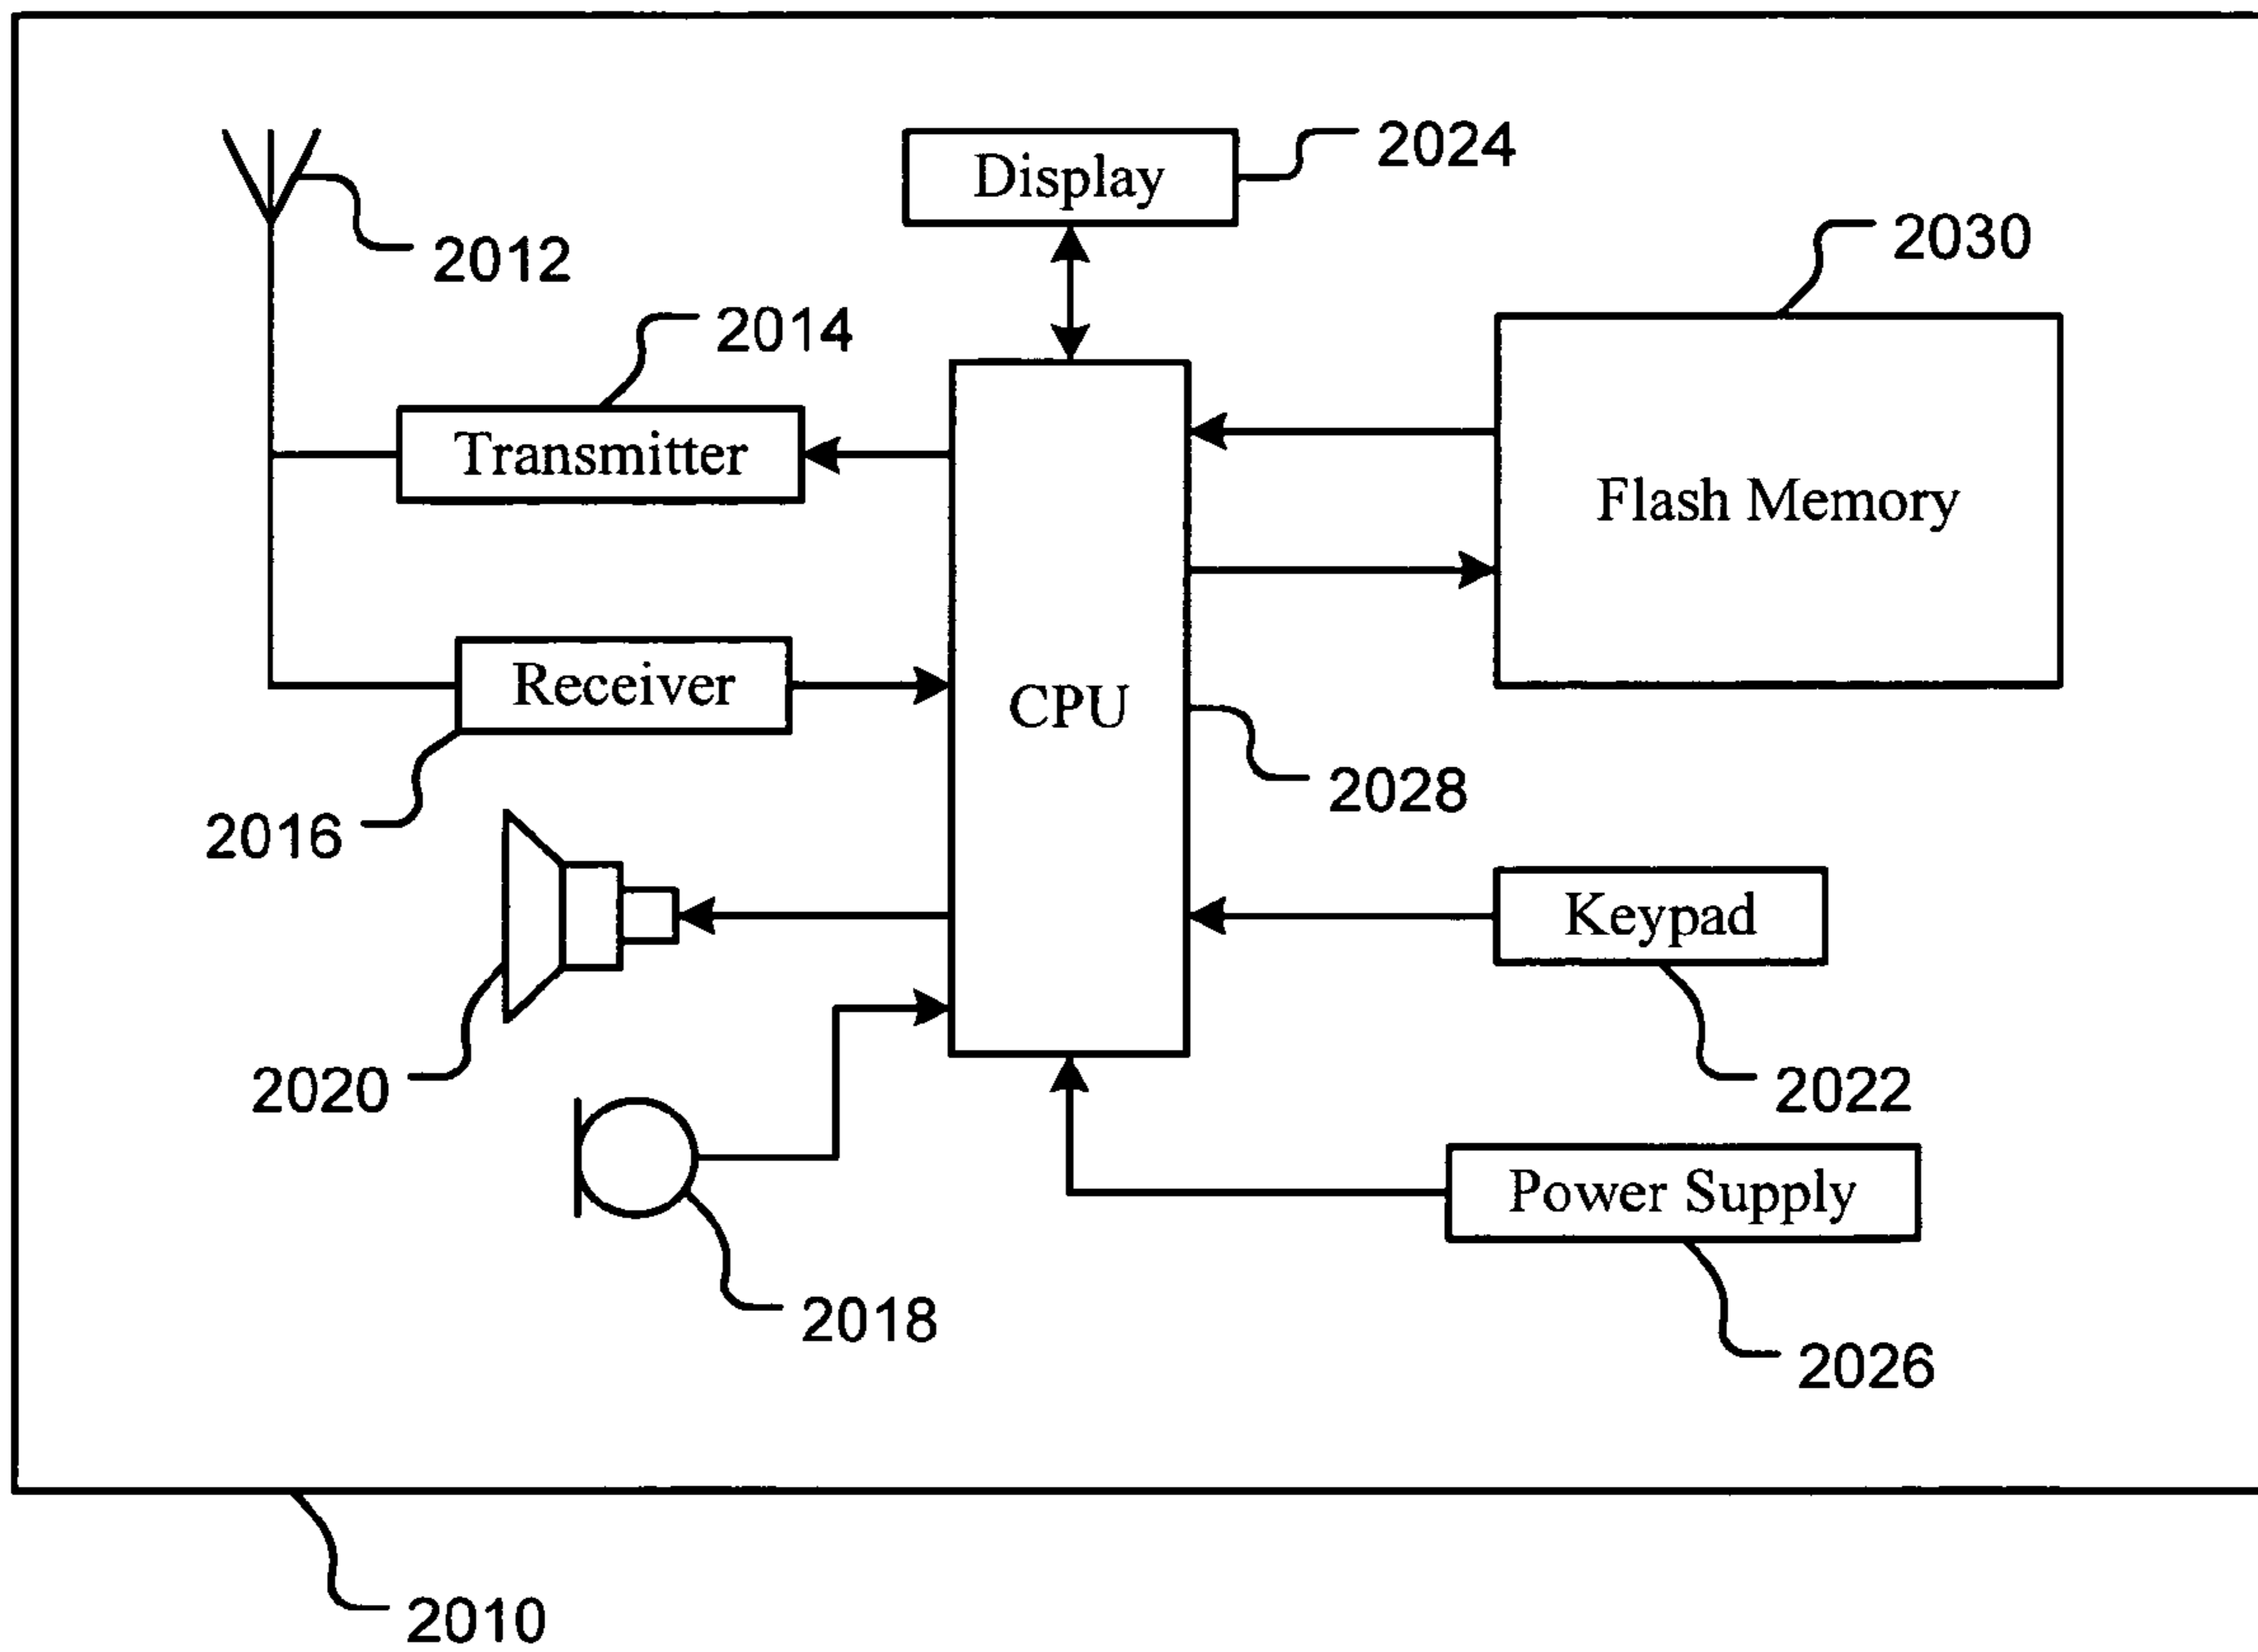 Display
2024
2012
2030
2014
Transmitter
Flash Memory
Receiver
CPU
2028
2016
Keypad
2020
2022
Power Supply
2018
2026
2010